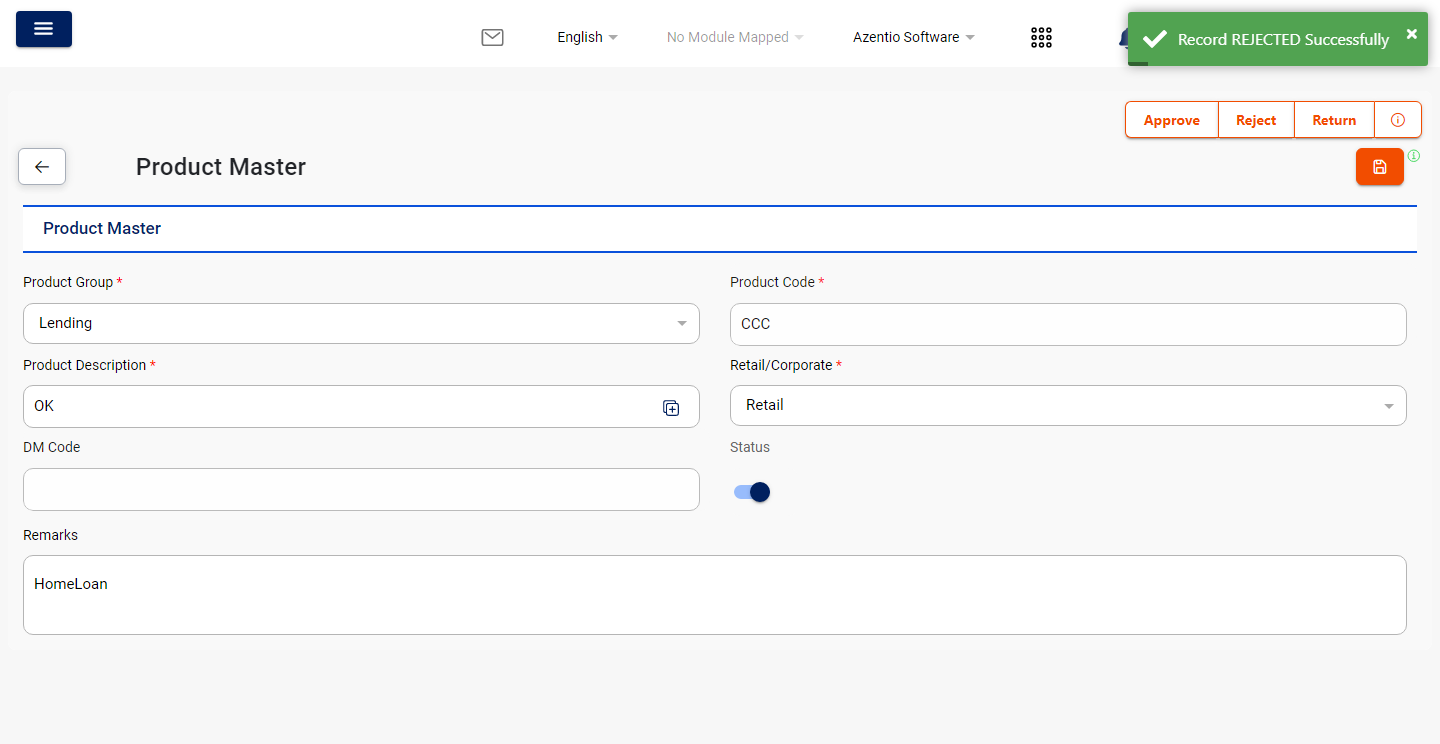 English
No Module Mapped
Azentio Software
Record REJECTED Successfully
Approve
Reject
Return
Product Master
Product Master
Product Group *
Product Code *
Lending
CCC
Product Description *
Retail/Corporate *
OK
Retail
DM Code
Status
Remarks
HomeLoan